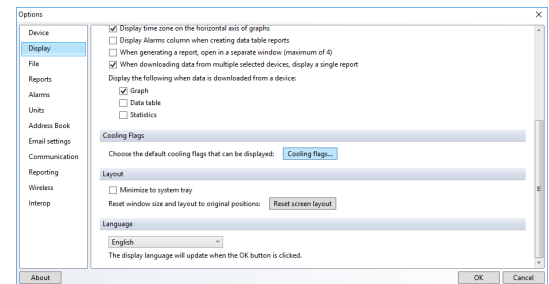 Options
Device
Display
File
Reports
Alarms
Units
Address Book
Email settings
Communication
Reporting
Wireless
Interop
Display time zone on the horizontal axis of graphs
Display Alarms column when creating data table reports
When generating a report, open in a separate window (maximum of 4)
When downloading data from multiple selected devices, display a single report
Display the following when data is downloaded from a device:
Graph
Data table
Statistics
Cooling Flags
Choose the default cooling flags that can be displayed: Cooling flags...
Layout
Minimize to system tray
Reset window size and layout to original positions: Reset screen layout
Language
English
The display language will update when the OK button is clicked.
About OK Cancel